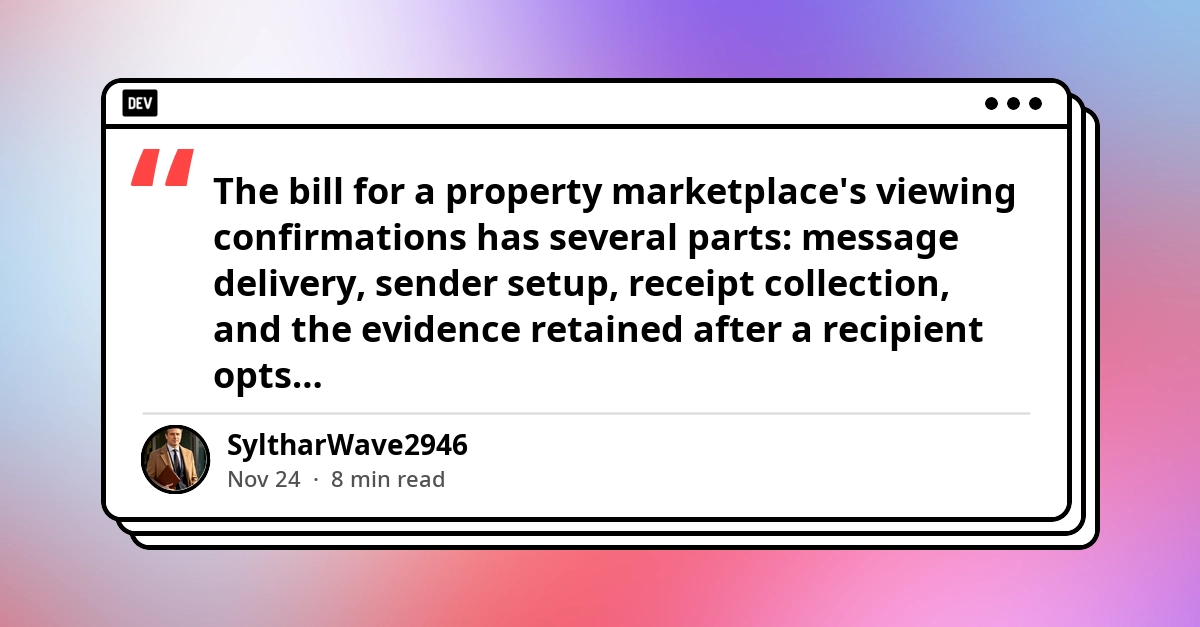 DEV
“
The bill for a property marketplace's viewing
confirmations has several parts: message
delivery, sender setup, receipt collection,
and the evidence retained after a recipient
opts...
SyltharWave2946
Nov 24 · 8 min read